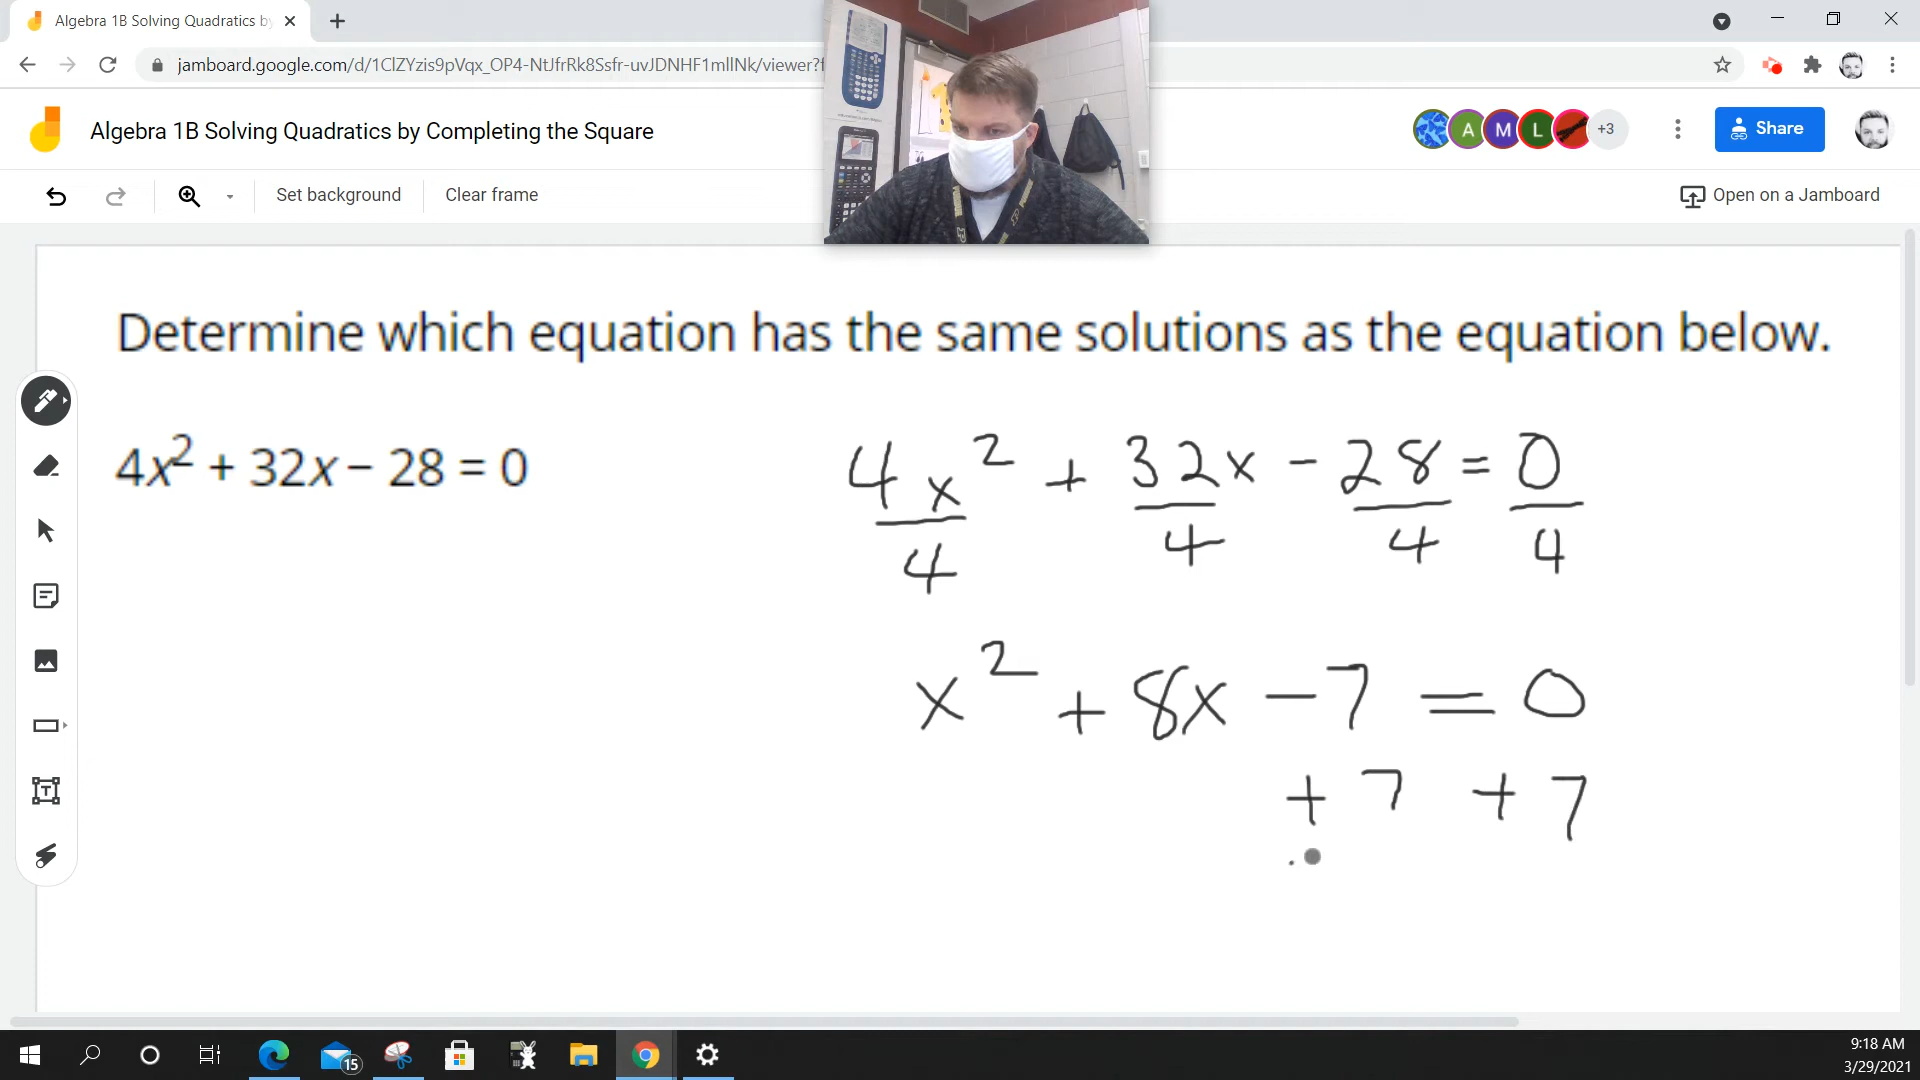 Algebra 1B Solving Quadratics by
jamboard.google.com/d/1ClZYzis9pVqx_OP4-NtJfrRk8Ssfr-uvJDNHF1mllNk/viewer?f
Algebra 1B Solving Quadratics by Completing the Square
A M L +3
Share
Set background
Clear frame
Open on a Jamboard
Determine which equation has the same solutions as the equation below.
4x² + 32x − 28 = 0
4x² + 32x - 28 = 0
4 4 4 4
x² + 8x - 7 = 0
+ 7 + 7
15
9:18 AM
3/29/2021